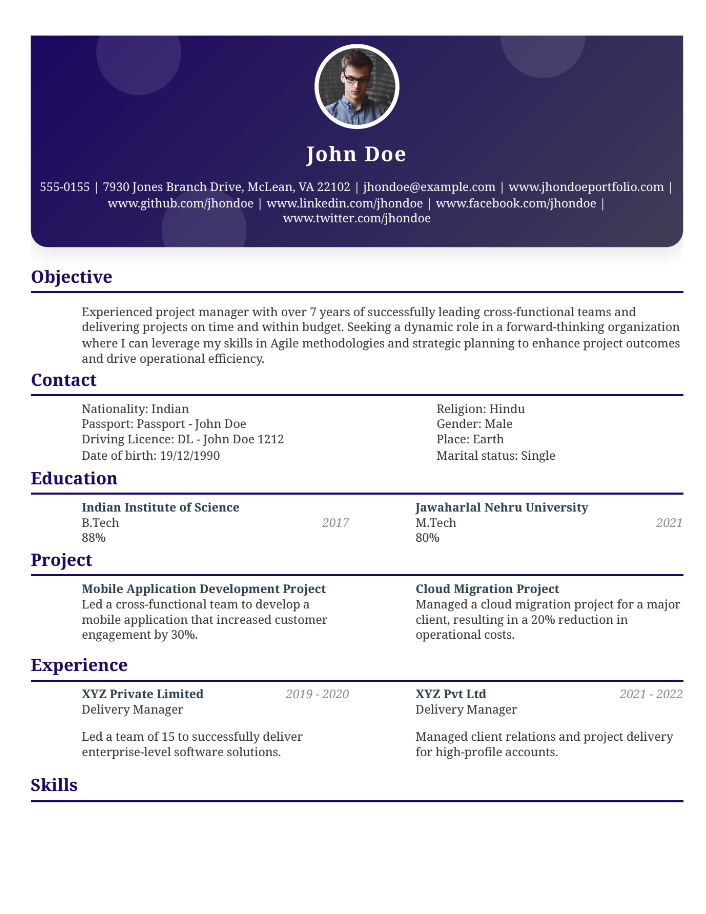 John Doe
555-0155 | 7930 Jones Branch Drive, McLean, VA 22102 | jhondoe@example.com | www.jhondoeportfolio.com |
www.github.com/jhondoe | www.linkedin.com/jhondoe | www.facebook.com/jhondoe |
www.twitter.com/jhondoe
Objective
Experienced project manager with over 7 years of successfully leading cross-functional teams and
delivering projects on time and within budget. Seeking a dynamic role in a forward-thinking organization
where I can leverage my skills in Agile methodologies and strategic planning to enhance project outcomes
and drive operational efficiency.
Contact
Nationality: Indian
Passport: Passport - John Doe
Driving Licence: DL - John Doe 1212
Date of birth: 19/12/1990
Religion: Hindu
Gender: Male
Place: Earth
Marital status: Single
Education
Indian Institute of Science
B.Tech 2017
88%
Jawaharlal Nehru University
M.Tech 2021
80%
Project
Mobile Application Development Project
Led a cross-functional team to develop a
mobile application that increased customer
engagement by 30%.
Cloud Migration Project
Managed a cloud migration project for a major
client, resulting in a 20% reduction in
operational costs.
Experience
XYZ Private Limited 2019 - 2020
Delivery Manager
Led a team of 15 to successfully deliver
enterprise-level software solutions.
XYZ Pvt Ltd 2021 - 2022
Delivery Manager
Managed client relations and project delivery
for high-profile accounts.
Skills